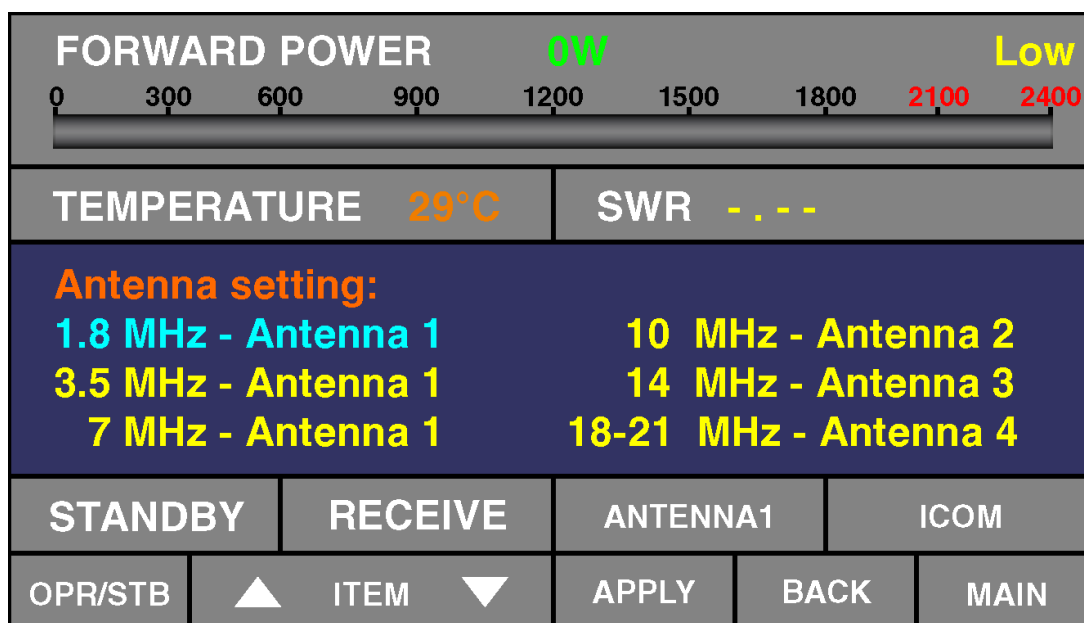 FORWARD POWER 0W Low
0 300 600 900 1200 1500 1800 2100 2400
TEMPERATURE 29°C SWR -.--
Antenna setting:
1.8 MHz - Antenna 1 10 MHz - Antenna 2
3.5 MHz - Antenna 1 14 MHz - Antenna 3
7 MHz - Antenna 1 18-21 MHz - Antenna 4
STANDBY RECEIVE ANTENNA1 ICOM
OPR/STB ▲ ITEM ▼ APPLY BACK MAIN